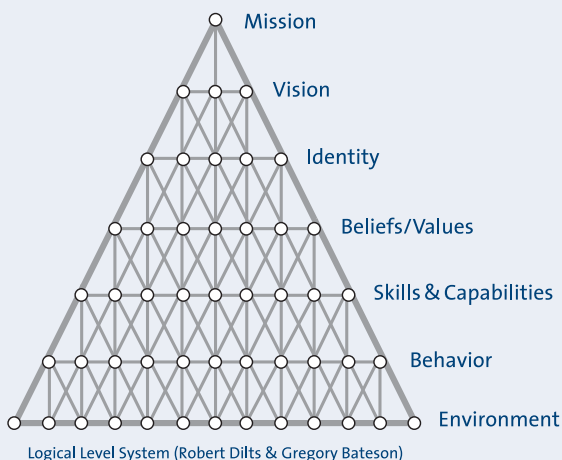 Mission
Vision
Identity
Beliefs/Values
Skills & Capabilities
Behavior
Environment
Logical Level System (Robert Dilts & Gregory Bateson)